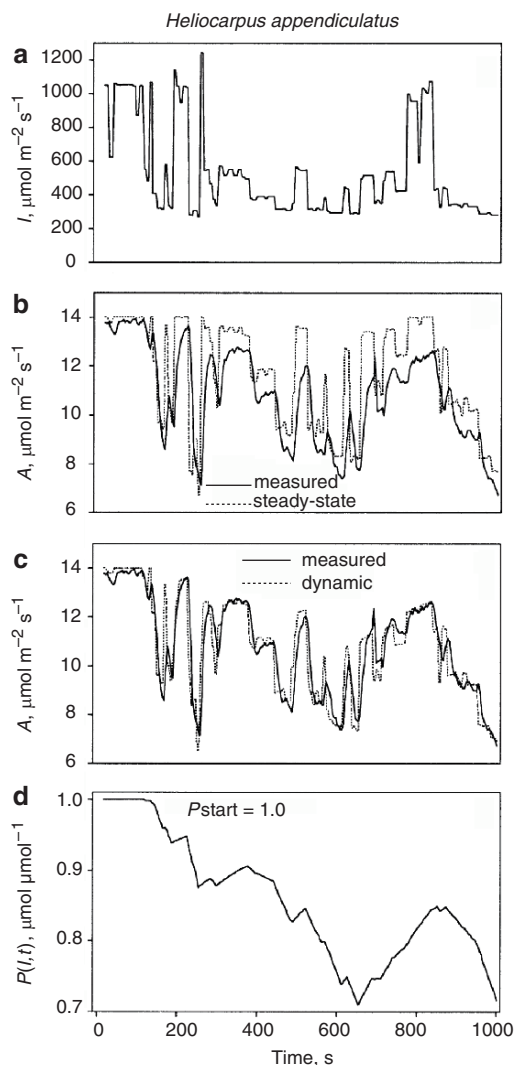 Heliocarpus appendiculatus
a
I, μmol m⁻² s⁻¹
1200
1000
800
600
400
200
0
b
A, μmol m⁻² s⁻¹
14
12
10
8
6
measured
steady-state
c
A, μmol m⁻² s⁻¹
14
12
10
8
6
measured
dynamic
d
P(I,t), μmol μmol⁻¹
1.0
0.9
0.8
0.7
Pstart = 1.0
0 200 400 600 800 1000
Time, s